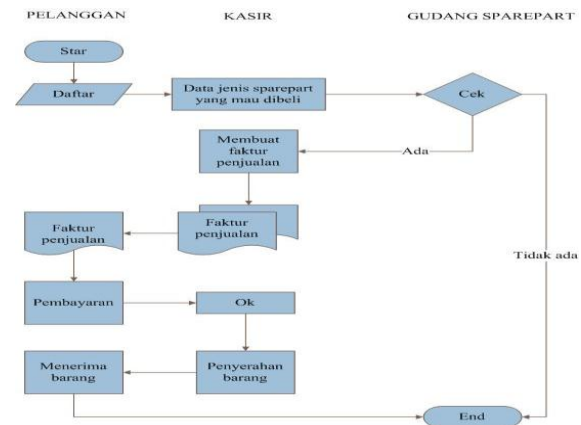 PELANGGAN
KASIR
GUDANG SPAREPART
Star
Daftar
Data jenis sparepart
yang mau dibeli
Cek
Membuat
faktur
penjualan
Ada
Faktur
penjualan
Faktur
penjualan
Tidak ada
Pembayaran
Ok
Menerima
barang
Penyerahan
barang
End